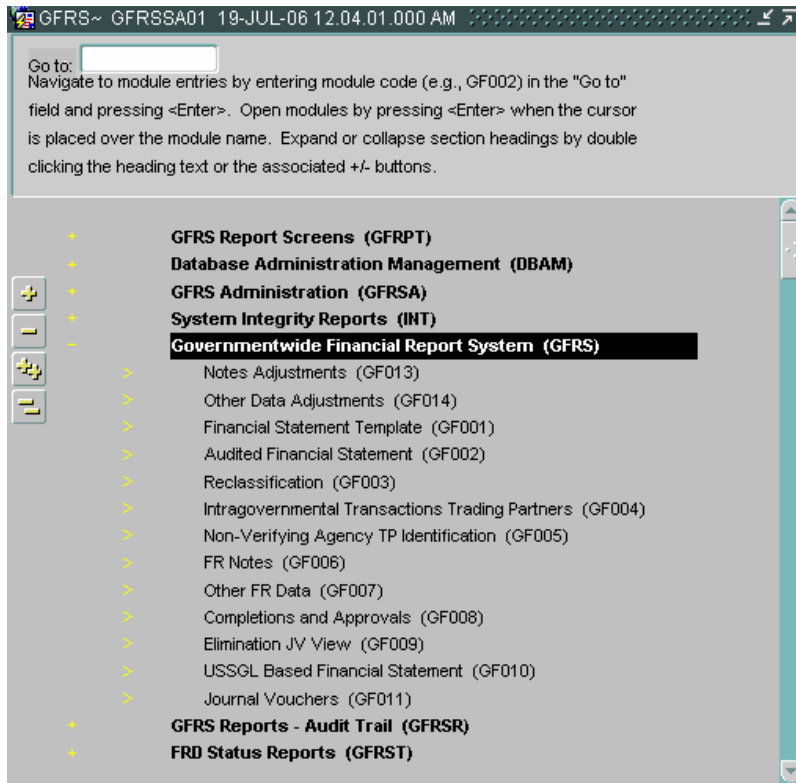 GFRS~ GFRSSA01 19-JUL-06 12.04.01.000 AM
Go to:
Navigate to module entries by entering module code (e.g., GF002) in the "Go to"
field and pressing <Enter>. Open modules by pressing <Enter> when the cursor
is placed over the module name. Expand or collapse section headings by double
clicking the heading text or the associated +/- buttons.
+ GFRS Report Screens (GFRPT)
+ Database Administration Management (DBAM)
+ GFRS Administration (GFRSA)
+ System Integrity Reports (INT)
- Governmentwide Financial Report System (GFRS)
> Notes Adjustments (GF013)
> Other Data Adjustments (GF014)
> Financial Statement Template (GF001)
> Audited Financial Statement (GF002)
> Reclassification (GF003)
> Intragovernmental Transactions Trading Partners (GF004)
> Non-Verifying Agency TP Identification (GF005)
> FR Notes (GF006)
> Other FR Data (GF007)
> Completions and Approvals (GF008)
> Elimination JV View (GF009)
> USSGL Based Financial Statement (GF010)
> Journal Vouchers (GF011)
+ GFRS Reports - Audit Trail (GFRSR)
+ FRD Status Reports (GFRST)